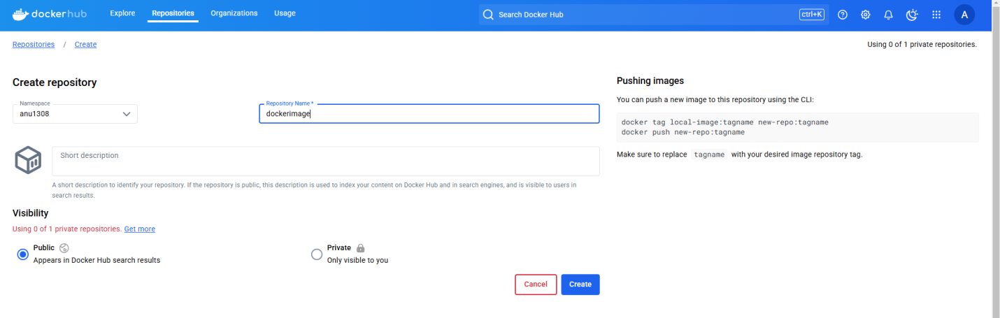 dockerhub Explore Repositories Organizations Usage Search Docker Hub ctrl+K A
Repositories / Create Using 0 of 1 private repositories.
Create repository
Namespace
anu1308
Repository Name *
dockerimage
Short description
A short description to identify your repository. If the repository is public, this description is used to index your content on Docker Hub and in search engines, and is visible to users in
search results.
Visibility
Using 0 of 1 private repositories. Get more
Public
Appears in Docker Hub search results
Private
Only visible to you
Cancel Create
Pushing images
You can push a new image to this repository using the CLI:
docker tag local-image:tagname new-repo:tagname
docker push new-repo:tagname
Make sure to replace tagname with your desired image repository tag.